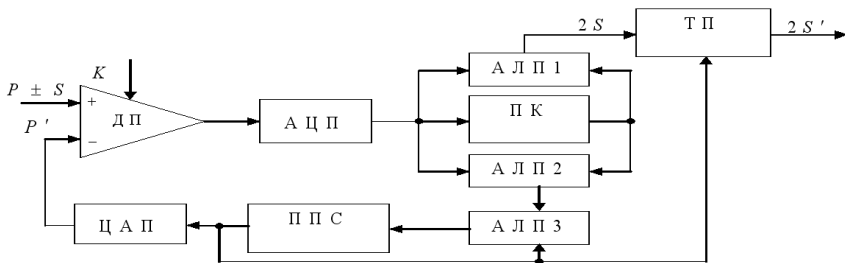 2 S
Т П
2 S '
K
А Л П 1
P ± S
+
Д П
А Ц П
П К
P '
–
А Л П 2
Ц А П
П П С
А Л П 3